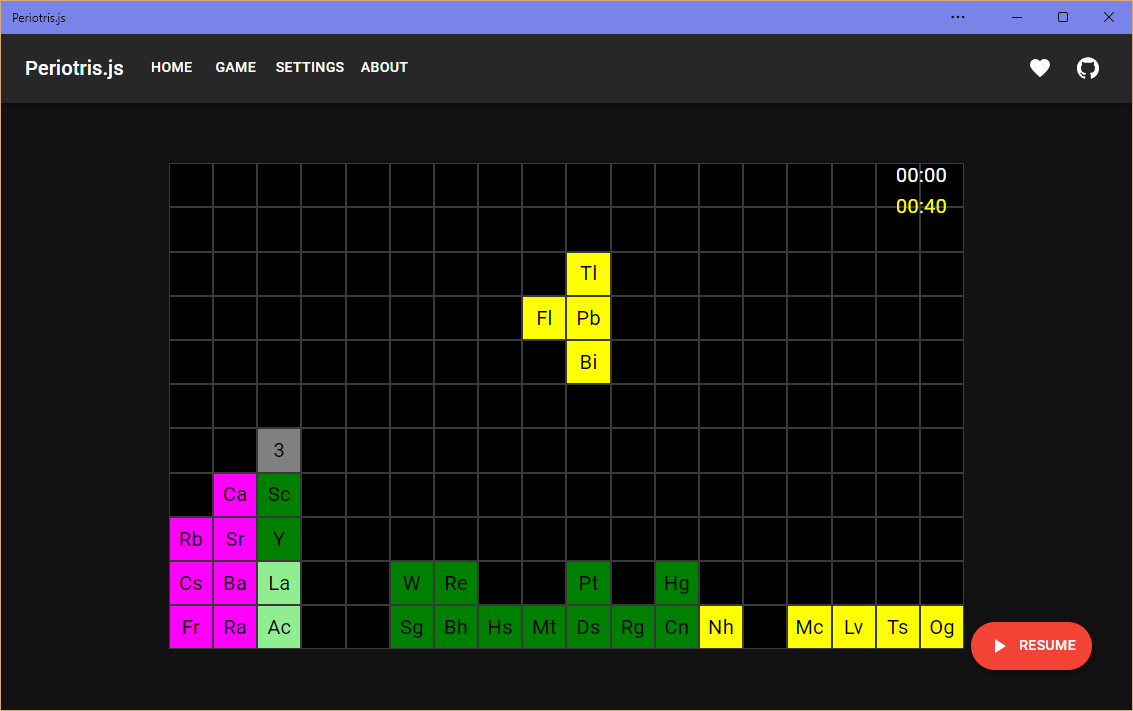 Periotris.js
Periotris.js HOME GAME SETTINGS ABOUT
00:00
00:40
Tl
Fl Pb
Bi
3
Ca Sc
Rb Sr Y
Cs Ba La W Re Pt Hg
Fr Ra Ac Sg Bh Hs Mt Ds Rg Cn Nh Mc Lv Ts Og
RESUME